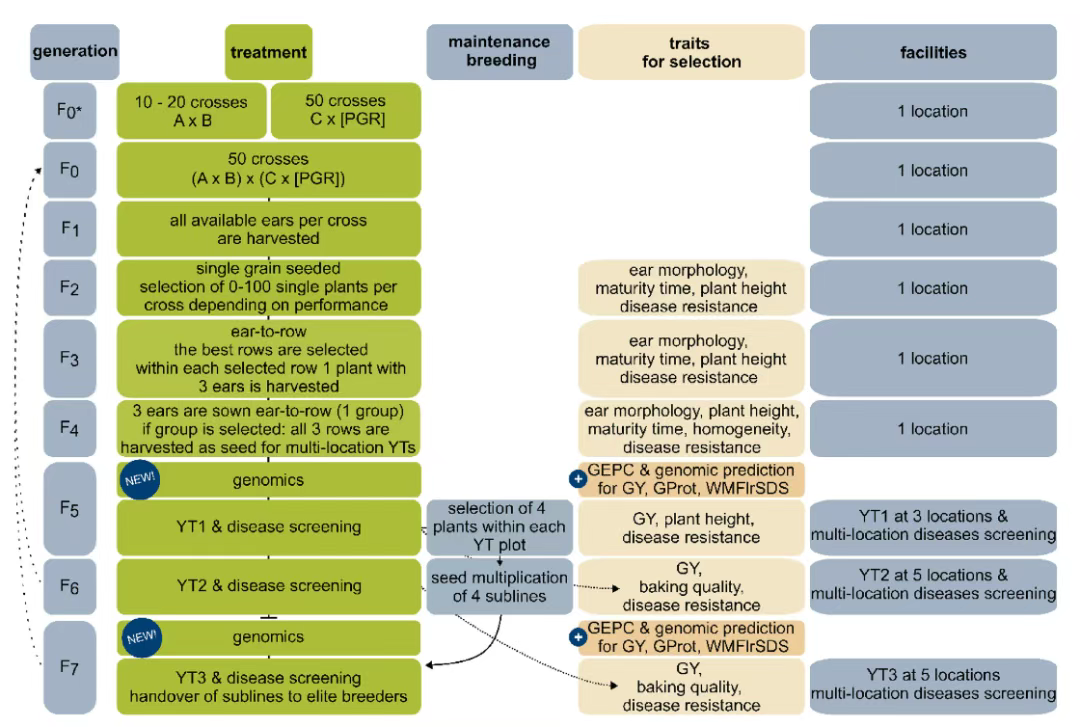 generation
treatment
maintenance
breeding
traits
for selection
facilities
F0*
10 - 20 crosses
A x B
50 crosses
C x [PGR]
1 location
F0
50 crosses
(A x B) x (C x [PGR])
1 location
F1
all available ears per cross
are harvested
1 location
F2
single grain seeded
selection of 0-100 single plants per
cross depending on performance
ear morphology,
maturity time, plant height
disease resistance
1 location
F3
ear-to-row
the best rows are selected
within each selected row 1 plant with
3 ears is harvested
ear morphology,
maturity time, plant height
disease resistance
1 location
F4
3 ears are sown ear-to-row (1 group)
if group is selected: all 3 rows are
harvested as seed for multi-location YTs
ear morphology, plant height,
maturity time, homogeneity,
disease resistance
1 location
F5
NEW!
genomics
+
GEPC & genomic prediction
for GY, GProt, WMFlrSDS
YT1 & disease screening
selection of 4
plants within each
YT plot
GY, plant height,
disease resistance
YT1 at 3 locations &
multi-location diseases screening
F6
YT2 & disease screening
seed multiplication
of 4 sublines
GY,
baking quality,
disease resistance
YT2 at 5 locations &
multi-location diseases screening
F7
NEW!
genomics
+
GEPC & genomic prediction
for GY, GProt, WMFlrSDS
YT3 & disease screening
handover of sublines to elite breeders
GY,
baking quality,
disease resistance
YT3 at 5 locations
multi-location diseases screening